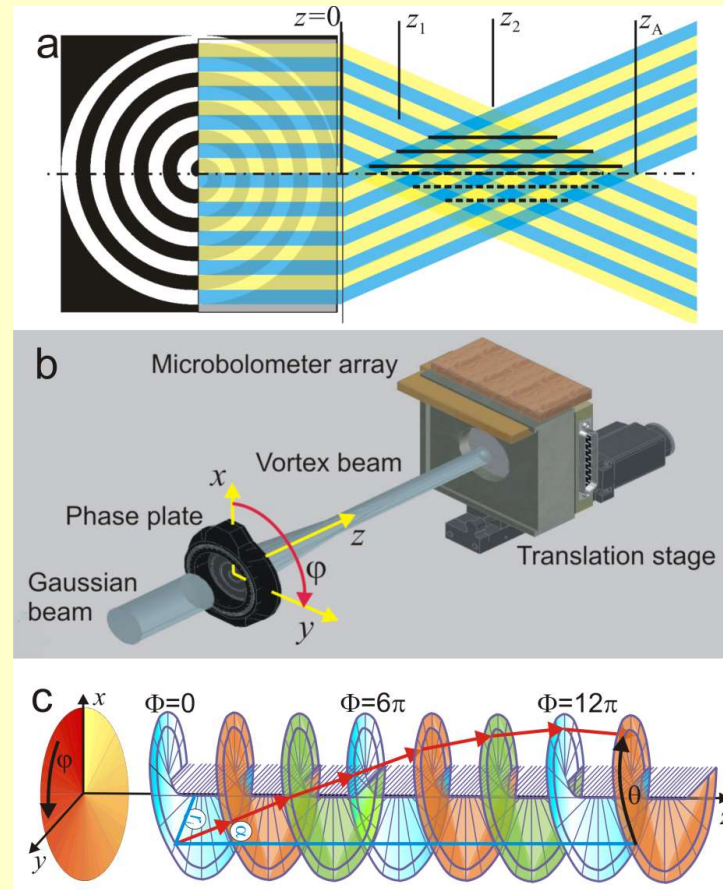 a
z=0
z1
z2
zA
b
Microbolometer array
Vortex beam
x
Phase plate
z
φ
Translation stage
Gaussian
beam
y
c
x
Φ=0
Φ=6π
Φ=12π
φ
y
θ
z